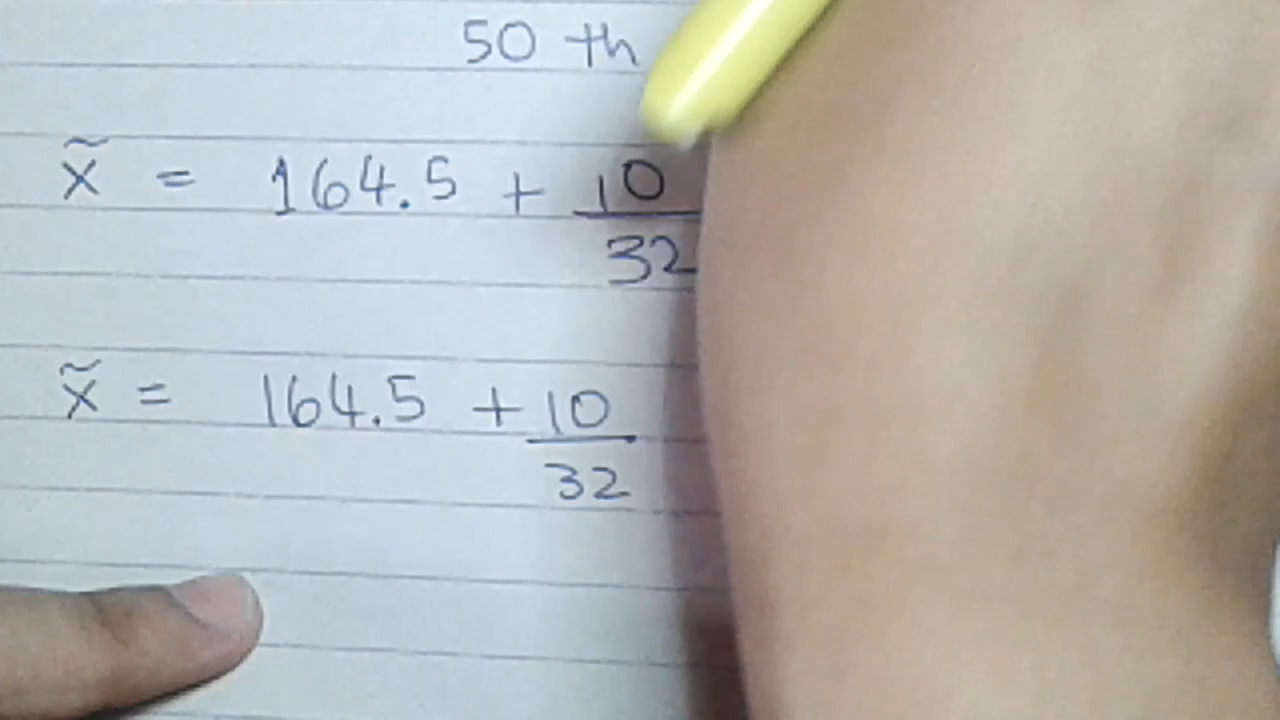 50 th
x̃ = 164.5 + 10/32
x̃ = 164.5 + 10/32